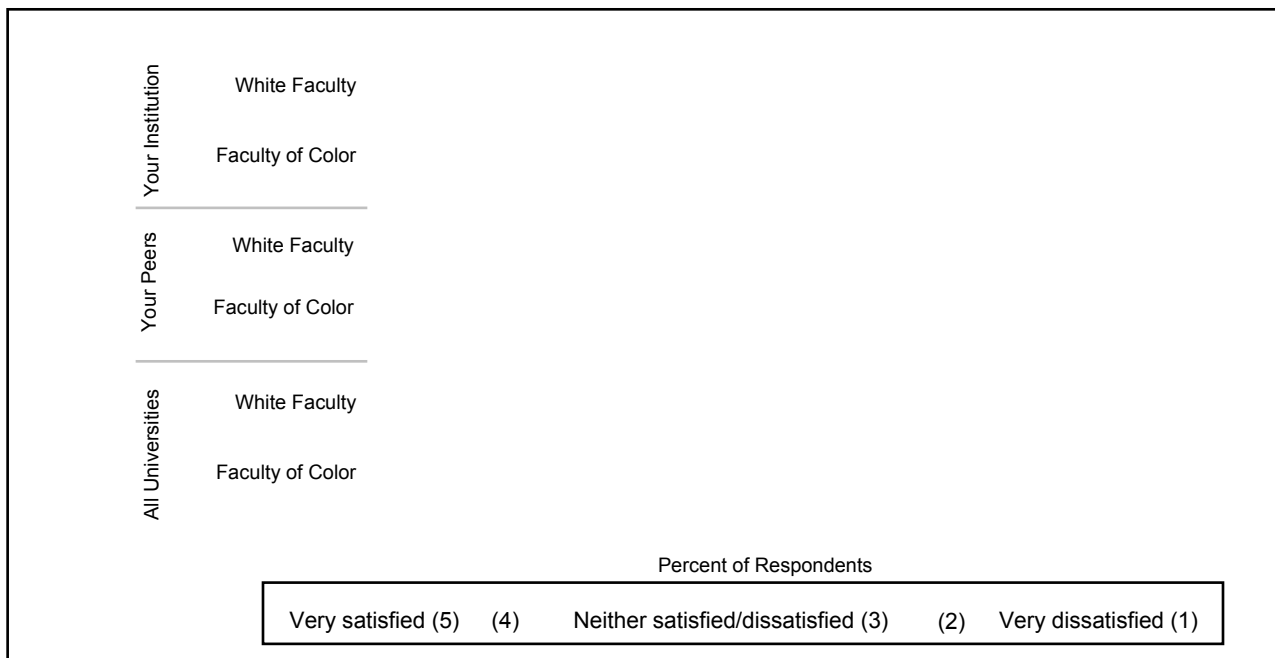 Your Institution
White Faculty
Faculty of Color
Your Peers
White Faculty
Faculty of Color
All Universities
White Faculty
Faculty of Color
Percent of Respondents
Very satisfied (5) (4) Neither satisfied/dissatisfied (3) (2) Very dissatisfied (1)